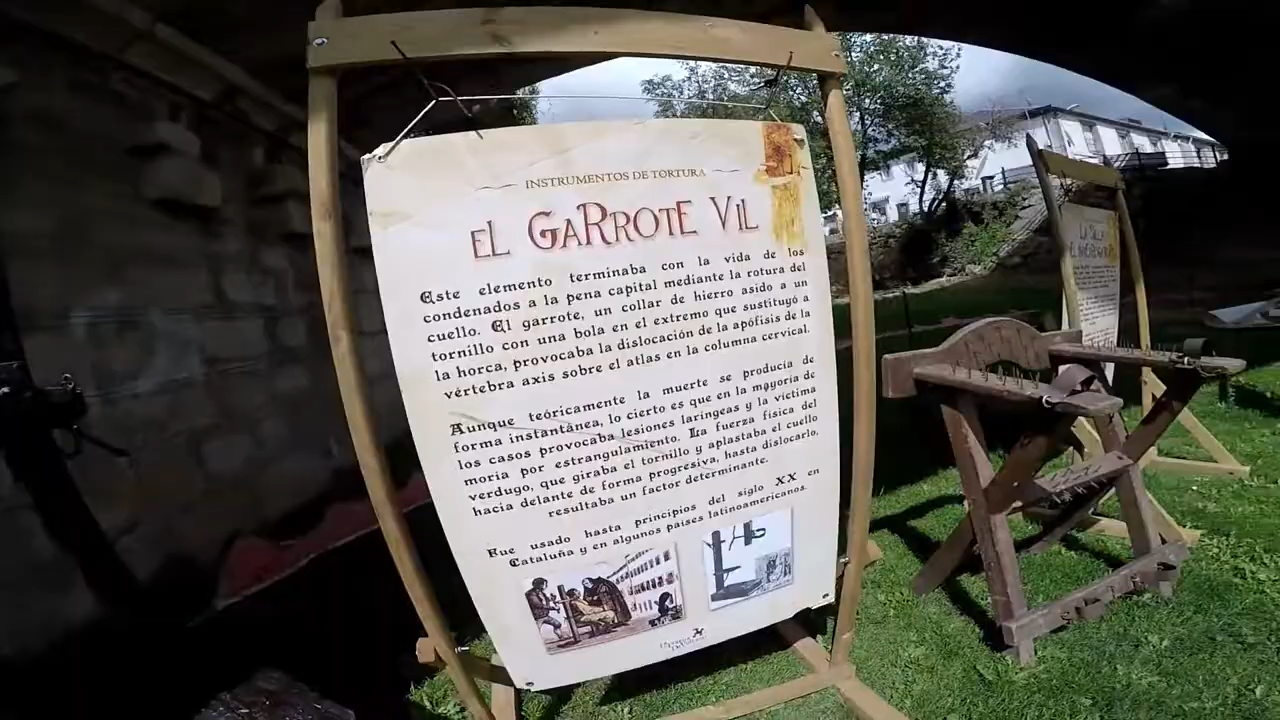 INSTRUMENTOS DE TORTURA
EL GARROTE VIL
Este elemento terminaba con la vida de los
condenados a la pena capital mediante la rotura del
cuello. El garrote, un collar de hierro asido a un
tornillo con una bola en el extremo que sustituyó a
la horca, provocaba la dislocación de la apófisis de la
vértebra axis sobre el atlas en la columna cervical.
Aunque teóricamente la muerte se producía de
forma instantánea, lo cierto es que en la mayoría de
los casos provocaba lesiones laríngeas y la víctima
moría por estrangulamiento. La fuerza física del
verdugo, que giraba el tornillo y aplastaba el cuello
hacia delante de forma progresiva, hasta dislocarlo,
resultaba un factor determinante.
Fue usado hasta principios del siglo XX en
Cataluña y en algunos países latinoamericanos.
LA SILLA